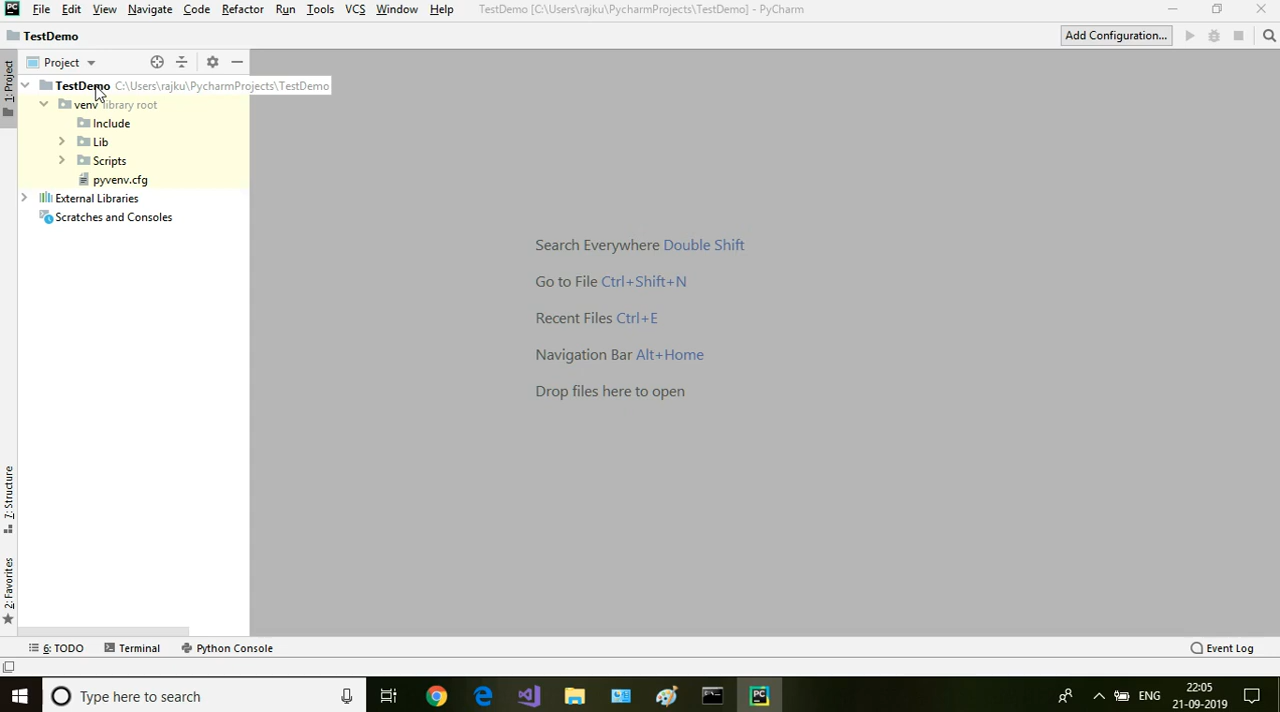 PC File Edit View Navigate Code Refactor Run Tools VCS Window Help TestDemo [C:\Users\rajku\PycharmProjects\TestDemo] - PyCharm
TestDemo Add Configuration...
1: Project
Project
TestDemo C:\Users\rajku\PycharmProjects\TestDemo
venv library root
Include
Lib
Scripts
pyvenv.cfg
External Libraries
Scratches and Consoles
Search Everywhere Double Shift
Go to File Ctrl+Shift+N
Recent Files Ctrl+E
Navigation Bar Alt+Home
Drop files here to open
7: Structure
2: Favorites
6: TODO Terminal Python Console Event Log
Type here to search PC ENG 22:05
21-09-2019